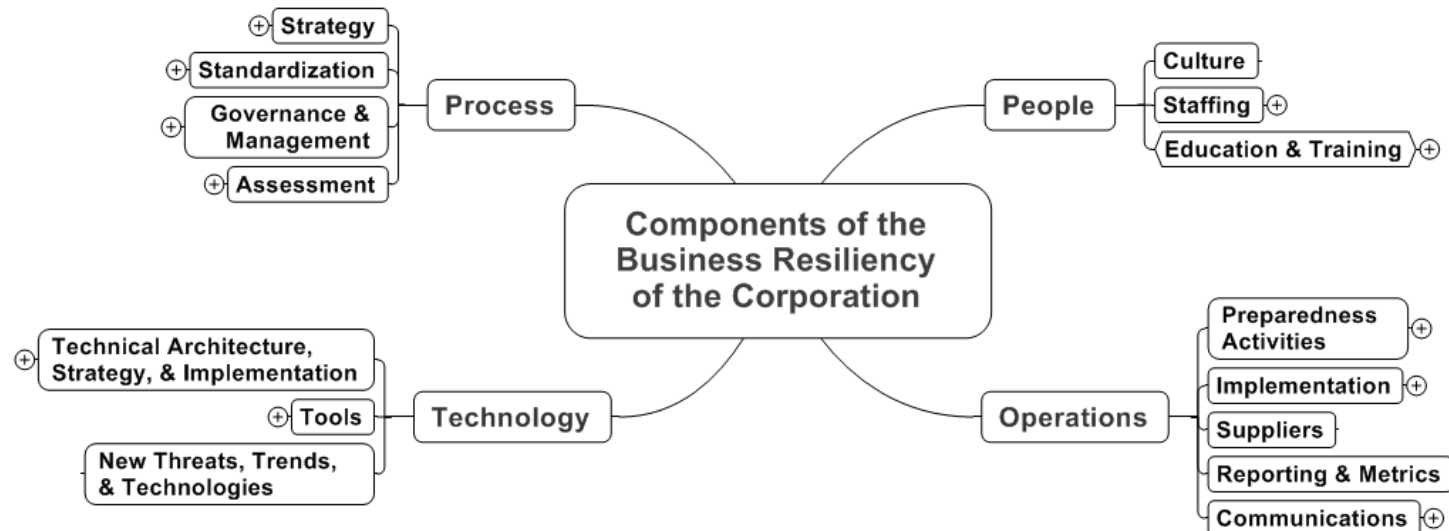 Strategy
Standardization
Governance &
Management
Assessment
Process
People
Culture
Staffing
Education & Training
Components of the
Business Resiliency
of the Corporation
Technical Architecture,
Strategy, & Implementation
Tools
New Threats, Trends,
& Technologies
Technology
Operations
Preparedness
Activities
Implementation
Suppliers
Reporting & Metrics
Communications